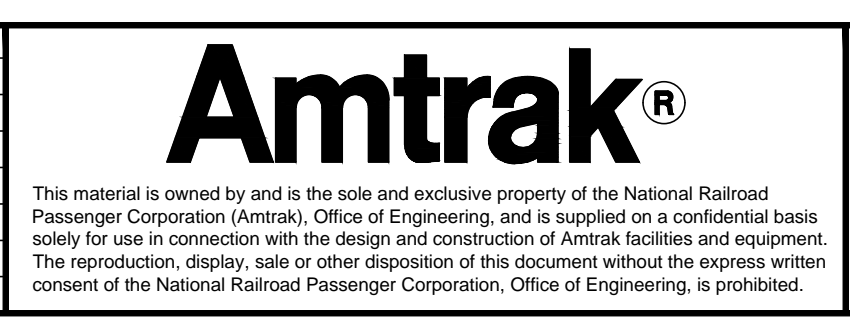 Amtrak®
This material is owned by and is the sole and exclusive property of the National Railroad
Passenger Corporation (Amtrak), Office of Engineering, and is supplied on a confidential basis
solely for use in connection with the design and construction of Amtrak facilities and equipment.
The reproduction, display, sale or other disposition of this document without the express written
consent of the National Railroad Passenger Corporation, Office of Engineering, is prohibited.